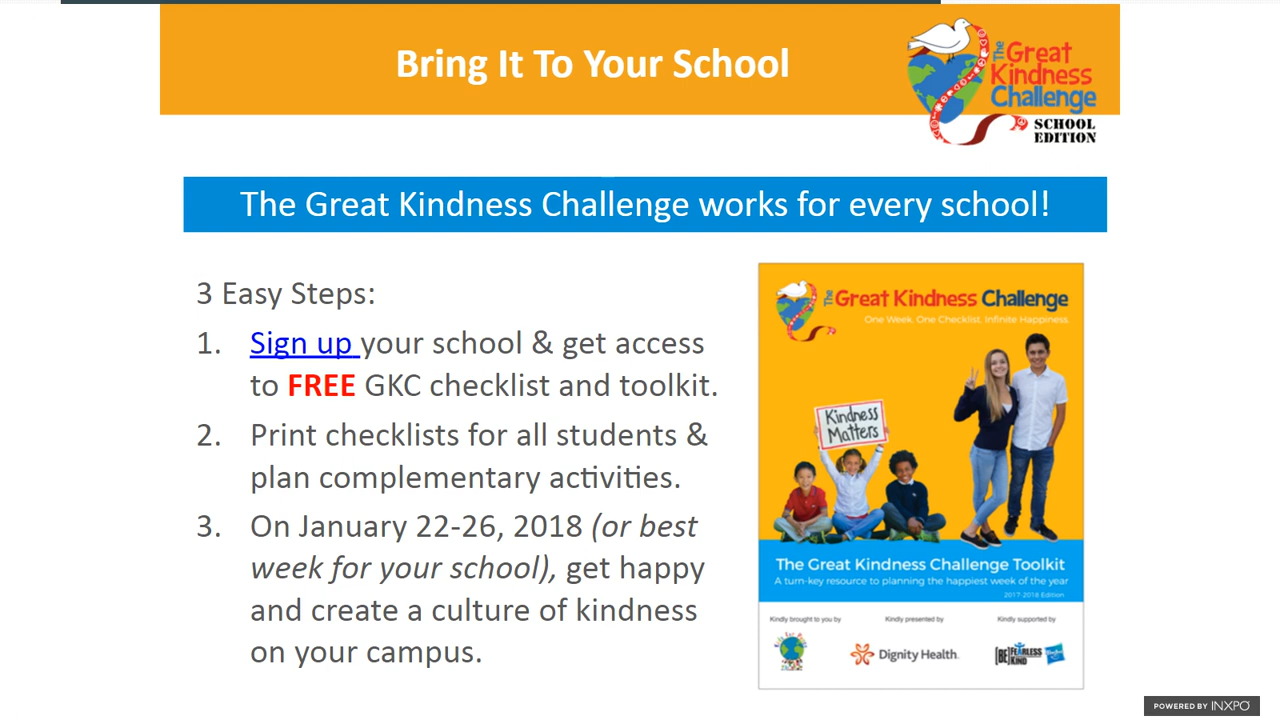 Bring It To Your School
The Great
Kindness
Challenge
SCHOOL
EDITION
The Great Kindness Challenge works for every school!
3 Easy Steps:
1. Sign up your school & get access
to FREE GKC checklist and toolkit.
2. Print checklists for all students &
plan complementary activities.
3. On January 22-26, 2018 (or best
week for your school), get happy
and create a culture of kindness
on your campus.
The Great Kindness Challenge
One Week. One Checklist. Infinite Happiness.
Kindness
Matters
The Great Kindness Challenge Toolkit
A turn-key resource to planning the happiest week of the year
2017-2018 Edition
Kindly brought to you by
Kindly presented by
Kindly supported by
Dignity Health.
[BE] FEARLESS
KIND
POWERED BY INXPO